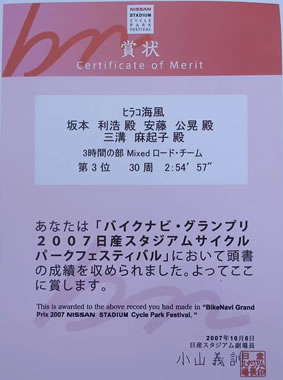 NISSAN
STADIUM
CYCLE
PARK
FESTIVAL
賞状
Certificate of Merit
ﾋﾗｺ海風
坂本 利浩 殿 安藤 公晃 殿
三溝 麻起子 殿
3時間の部 Mixedロード・チーム
第3位 30周 2:54' 57"
あなたは「バイクナビ・グランプリ
2007日産スタジアムサイクル
パークフェスティバル」において頭書
の成績を収められました。よってここ
に賞します。
This is awarded to the above record you had made in "BikeNavi Grand
Prix 2007 NISSAN STADIUM Cycle Park Festival."
2007年10月8日
日産スタジアム副場長
小山義訓